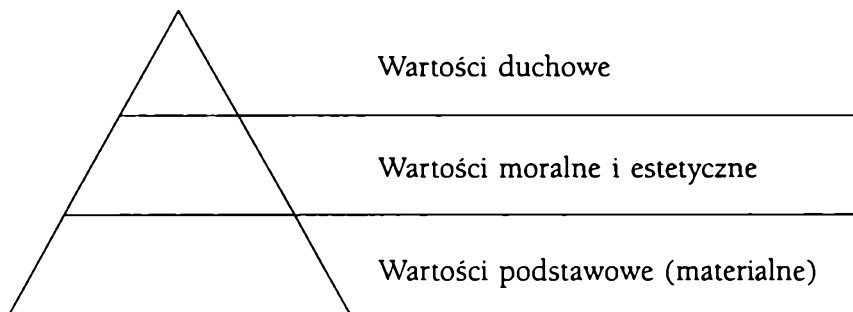 Wartości duchowe
Wartości moralne i estetyczne
Wartości podstawowe (materialne)